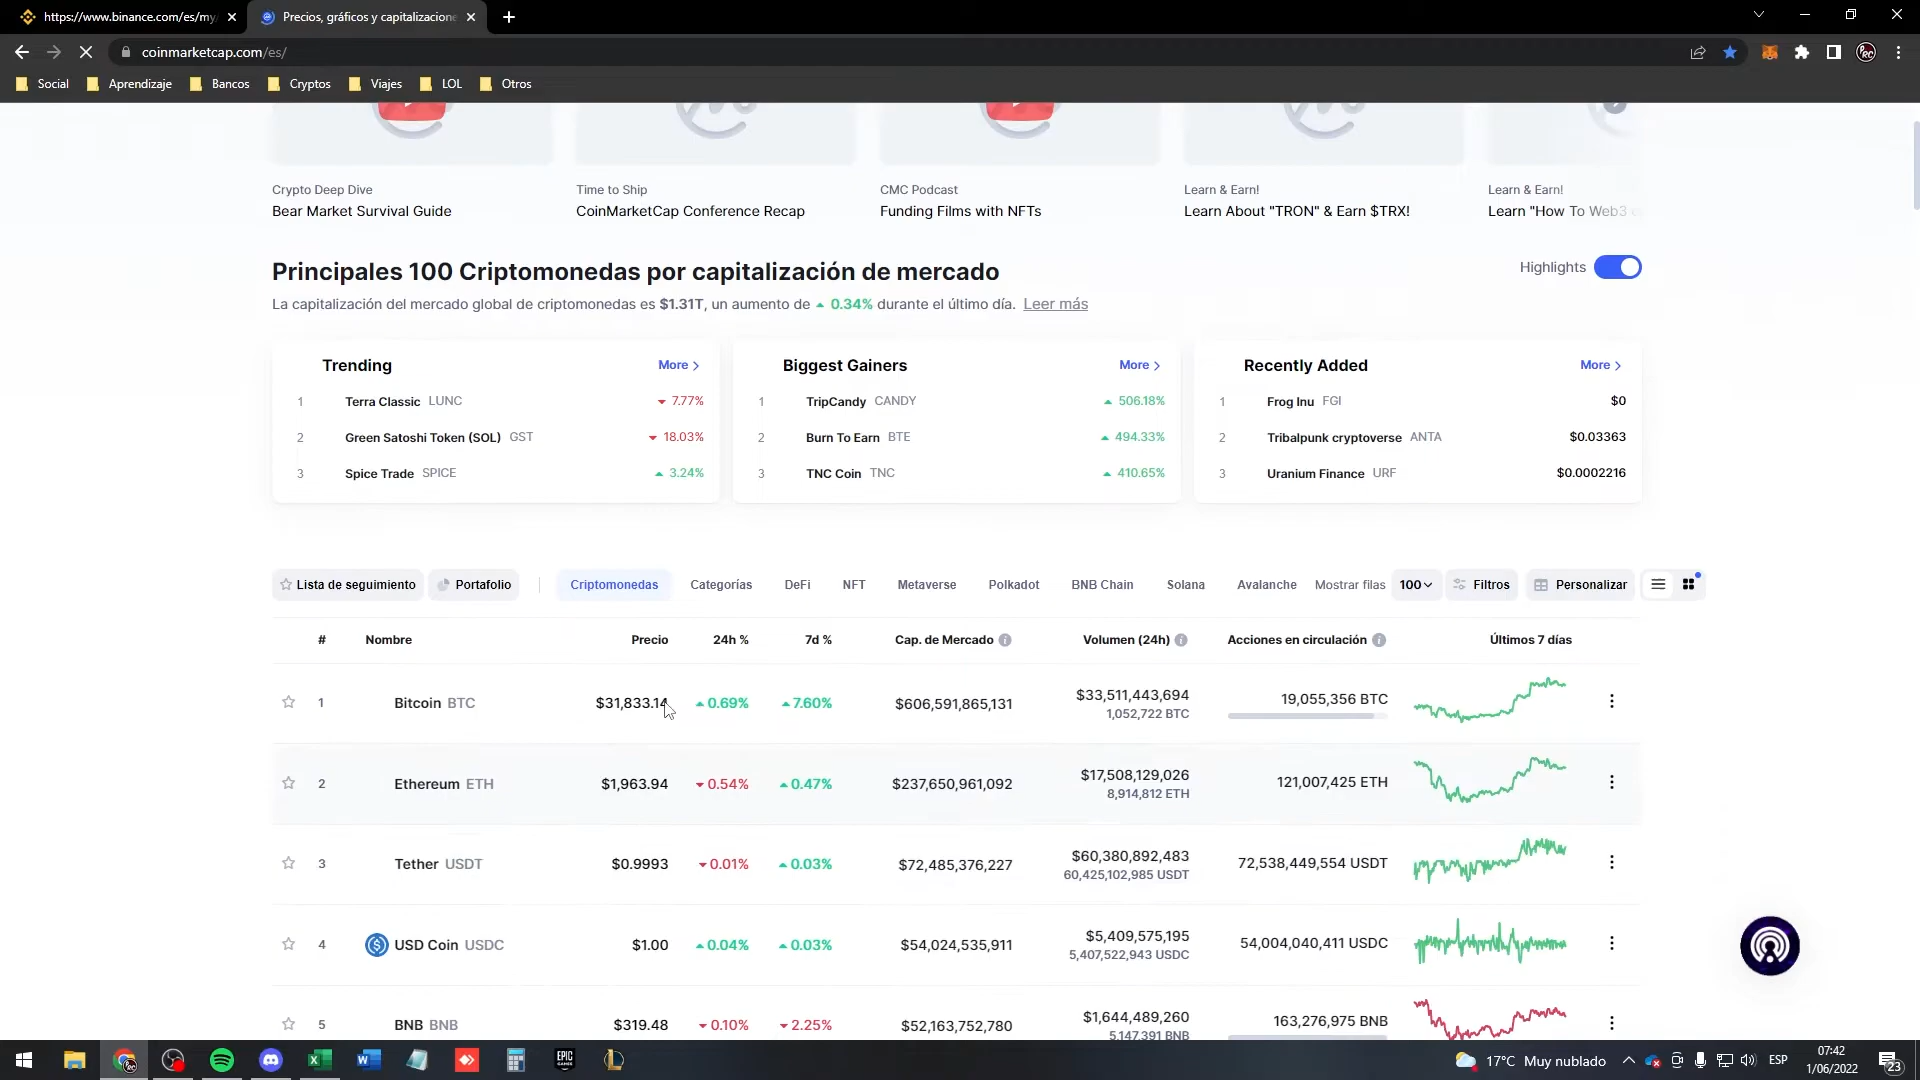 https://www.binance.com/es/my
Precios, gráficos y capitalizacione
coinmarketcap.com/es/
Social
Aprendizaje
Bancos
Cryptos
Viajes
LOL
Otros
Crypto Deep Dive
Time to Ship
CMC Podcast
Learn & Earn!
Learn & Earn!
Bear Market Survival Guide
CoinMarketCap Conference Recap
Funding Films with NFTs
Learn About "TRON" & Earn $TRX!
Learn "How To Web3
Principales 100 Criptomonedas por capitalización de mercado
Highlights
La capitalización del mercado global de criptomonedas es $1.31T, un aumento de 0.34% durante el último día. Leer más
Trending More
1 Terra Classic LUNC 7.77%
2 Green Satoshi Token (SOL) GST 18.03%
3 Spice Trade SPICE 3.24%
Biggest Gainers More
1 TripCandy CANDY 506.18%
2 Burn To Earn BTE 494.33%
3 TNC Coin TNC 410.65%
Recently Added More
1 Frog Inu FGI $0
2 Tribalpunk cryptoverse ANTA $0.03363
3 Uranium Finance URF $0.0002216
Lista de seguimiento Portafolio Criptomonedas Categorías DeFi NFT Metaverse Polkadot BNB Chain Solana Avalanche Mostrar filas 100 Filtros Personalizar
# Nombre Precio 24h % 7d % Cap. de Mercado Volumen (24h) Acciones en circulación Últimos 7 días
1 Bitcoin BTC $31,833.14 0.69% 7.60% $606,591,865,131 $33,511,443,694 19,055,356 BTC
1,052,722 BTC
2 Ethereum ETH $1,963.94 0.54% 0.47% $237,650,961,092 $17,508,129,026 121,007,425 ETH
8,914,812 ETH
3 Tether USDT $0.9993 0.01% 0.03% $72,485,376,227 $60,380,892,483 72,538,449,554 USDT
60,425,102,985 USDT
4 USD Coin USDC $1.00 0.04% 0.03% $54,024,535,911 $5,409,575,195 54,004,040,411 USDC
5,407,522,943 USDC
5 BNB BNB $319.48 0.10% 2.25% $52,163,752,780 $1,644,489,260 163,276,975 BNB
5,147,391 BNB
17°C Muy nublado
ESP
07:42
1/06/2022
23